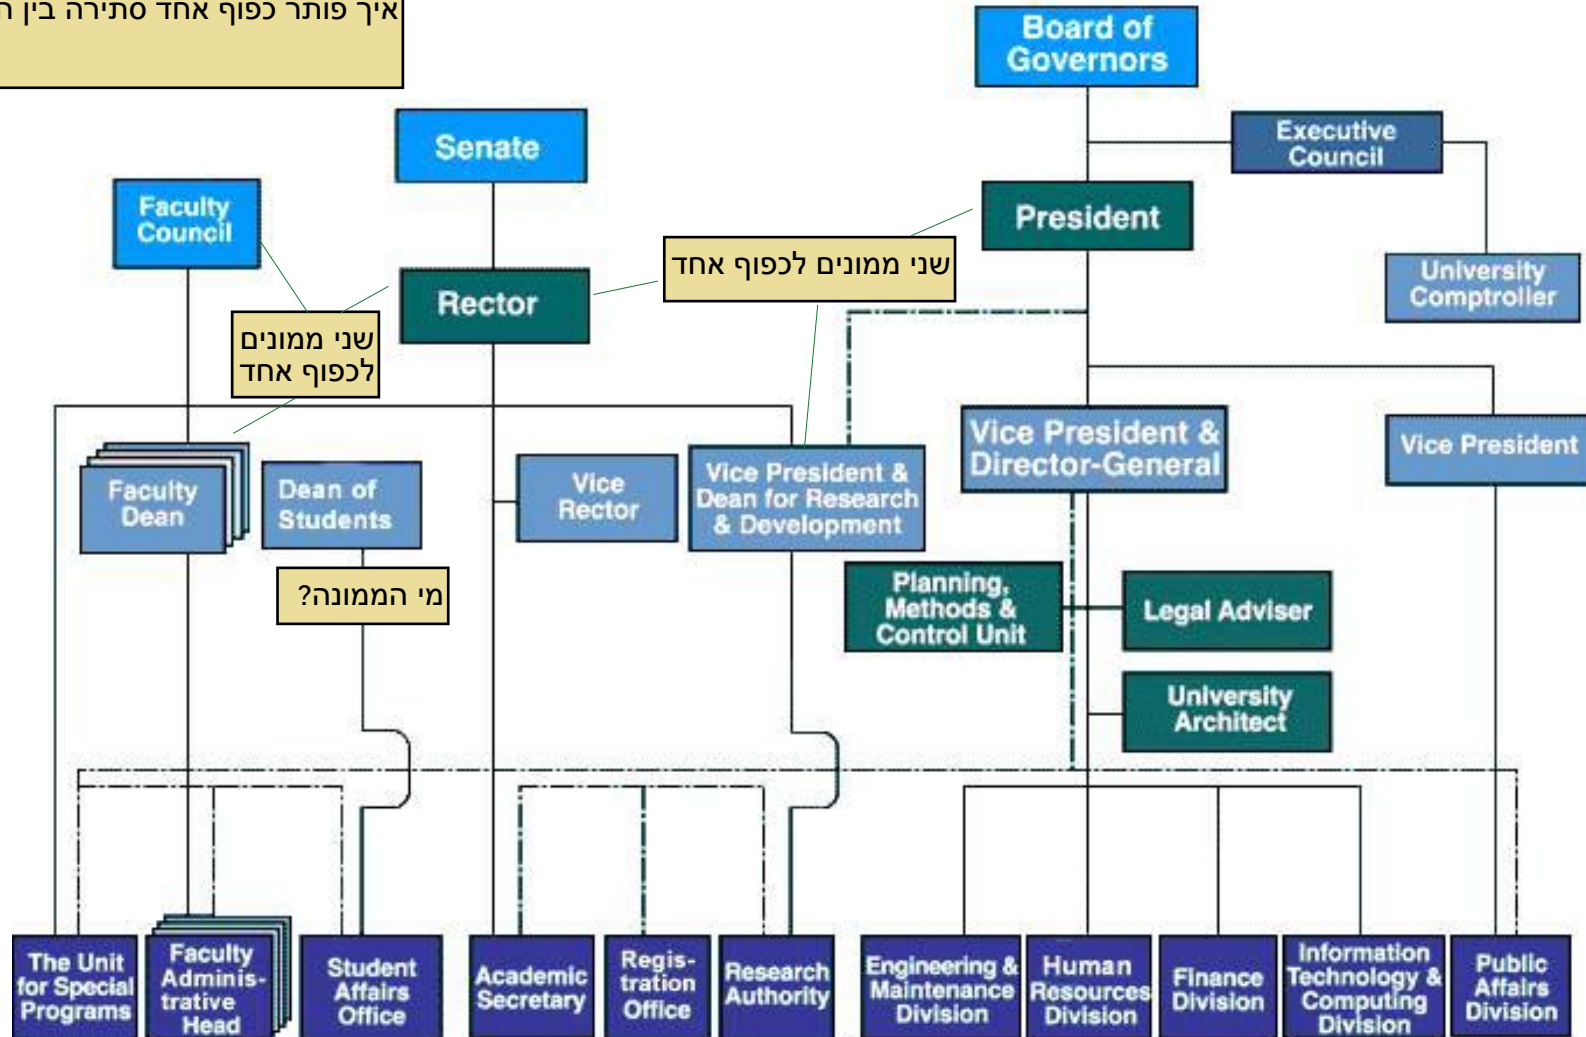 איך פותר כפוף אחד סתירה בין
Board of
Governors
Senate
Executive
Council
Faculty
Council
President
שני ממונים לכפוף אחד
Rector
University
Comptroller
שני ממונים
לכפוף אחד
Faculty
Dean
Dean of
Students
Vice
Rector
Vice President &
Dean for Research
& Development
Vice President &
Director-General
Vice President
מי הממונה?
Planning,
Methods &
Control Unit
Legal Adviser
University
Architect
The Unit
for Special
Programs
Faculty
Adminis-
trative
Head
Student
Affairs
Office
Academic
Secretary
Regis-
tration
Office
Research
Authority
Engineering &
Maintenance
Division
Human
Resources
Division
Finance
Division
Information
Technology &
Computing
Division
Public
Affairs
Division